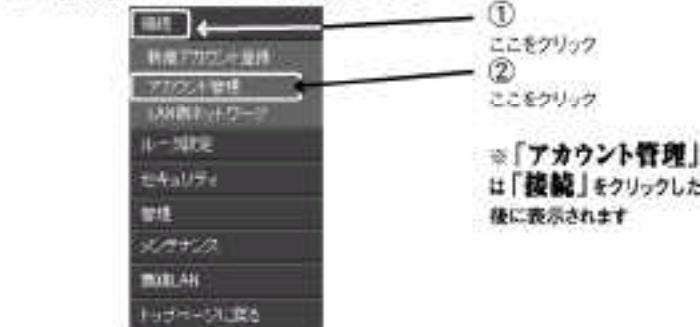 接続
新規アカウント登録
アカウント管理
LAN側ネットワーク
ルータ設定
セキュリティ
管理
メンテナンス
無線LAN
トップページに戻る
①
ここをクリック
②
ここをクリック
※「アカウント管理」
は「接続」をクリックした
後に表示されます